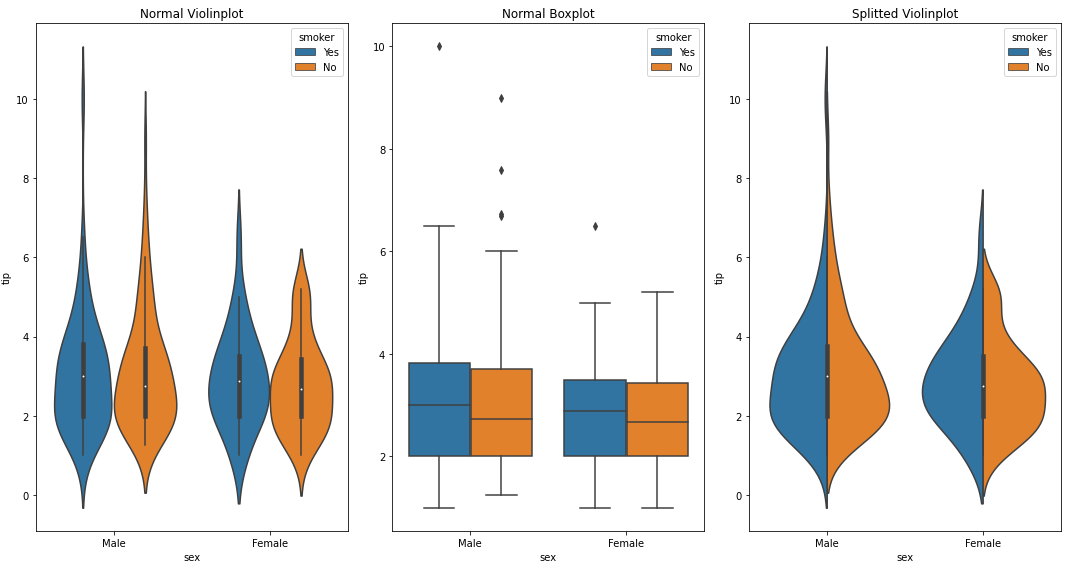 Normal Violinplot
smoker
Yes
No
10
8
6
4
2
0
tip
Male
Female
sex
Normal Boxplot
smoker
Yes
No
10
8
6
4
2
tip
Male
Female
sex
Splitted Violinplot
smoker
Yes
No
10
8
6
4
2
0
tip
Male
Female
sex